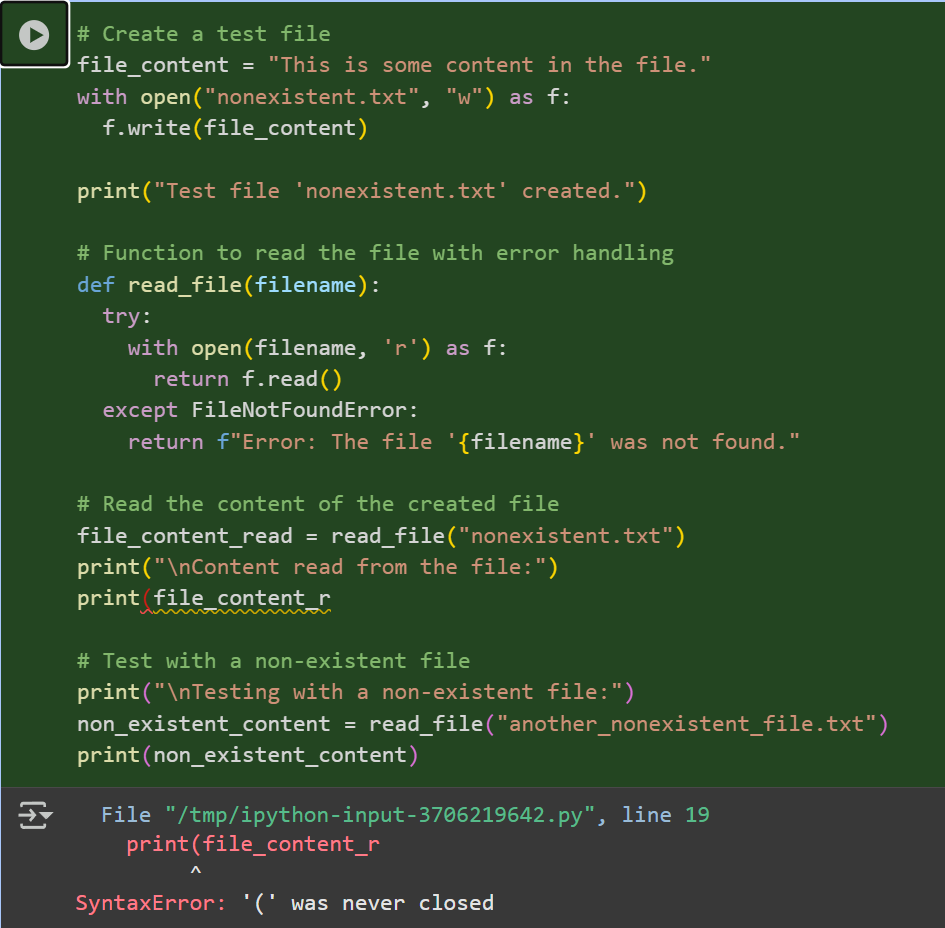 # Create a test file
file_content = "This is some content in the file."
with open("nonexistent.txt", "w") as f:
  f.write(file_content)

print("Test file 'nonexistent.txt' created.")

# Function to read the file with error handling
def read_file(filename):
  try:
    with open(filename, 'r') as f:
      return f.read()
  except FileNotFoundError:
    return f"Error: The file '{filename}' was not found."

# Read the content of the created file
file_content_read = read_file("nonexistent.txt")
print("\nContent read from the file:")
print(file_content_r

# Test with a non-existent file
print("\nTesting with a non-existent file:")
non_existent_content = read_file("another_nonexistent_file.txt")
print(non_existent_content)

  File "/tmp/ipython-input-3706219642.py", line 19
    print(file_content_r
         ^
SyntaxError: '(' was never closed